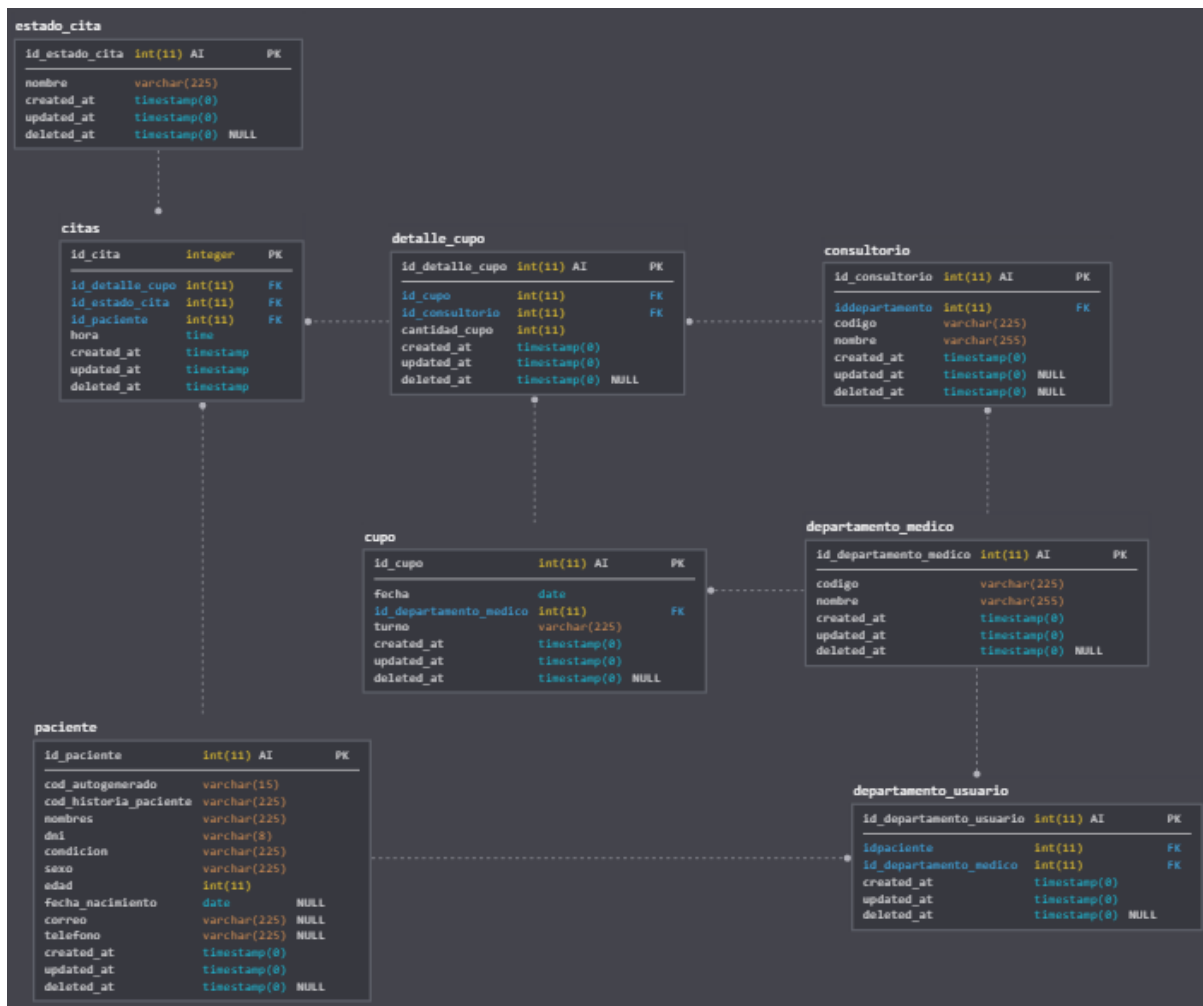 estado_cita
id_estado_cita int(11) AI PK
nombre varchar(225)
created_at timestamp(0)
updated_at timestamp(0)
deleted_at timestamp(0) NULL
citas
id_cita integer PK
id_detalle_cupo int(11) FK
id_estado_cita int(11) FK
id_paciente int(11) FK
hora time
created_at timestamp
updated_at timestamp
deleted_at timestamp
detalle_cupo
id_detalle_cupo int(11) AI PK
id_cupo int(11) FK
id_consultorio int(11) FK
cantidad_cupo int(11)
created_at timestamp(0)
updated_at timestamp(0)
deleted_at timestamp(0) NULL
consultorio
id_consultorio int(11) AI PK
iddepartamento int(11) FK
codigo varchar(225)
nombre varchar(255)
created_at timestamp(0)
updated_at timestamp(0) NULL
deleted_at timestamp(0) NULL
cupo
id_cupo int(11) AI PK
fecha date
id_departamento_medico int(11) FK
turno varchar(225)
created_at timestamp(0)
updated_at timestamp(0)
deleted_at timestamp(0) NULL
departamento_medico
id_departamento_medico int(11) AI PK
codigo varchar(225)
nombre varchar(255)
created_at timestamp(0)
updated_at timestamp(0)
deleted_at timestamp(0) NULL
paciente
id_paciente int(11) AI PK
cod_autogenerado varchar(15)
cod_historia_paciente varchar(225)
nombres varchar(225)
dni varchar(8)
condicion varchar(225)
sexo varchar(225)
edad int(11)
fecha_nacimiento date NULL
correo varchar(225) NULL
telefono varchar(225) NULL
created_at timestamp(0)
updated_at timestamp(0)
deleted_at timestamp(0) NULL
departamento_usuario
id_departamento_usuario int(11) AI PK
idpaciente int(11) FK
id_departamento_medico int(11) FK
created_at timestamp(0)
updated_at timestamp(0)
deleted_at timestamp(0) NULL